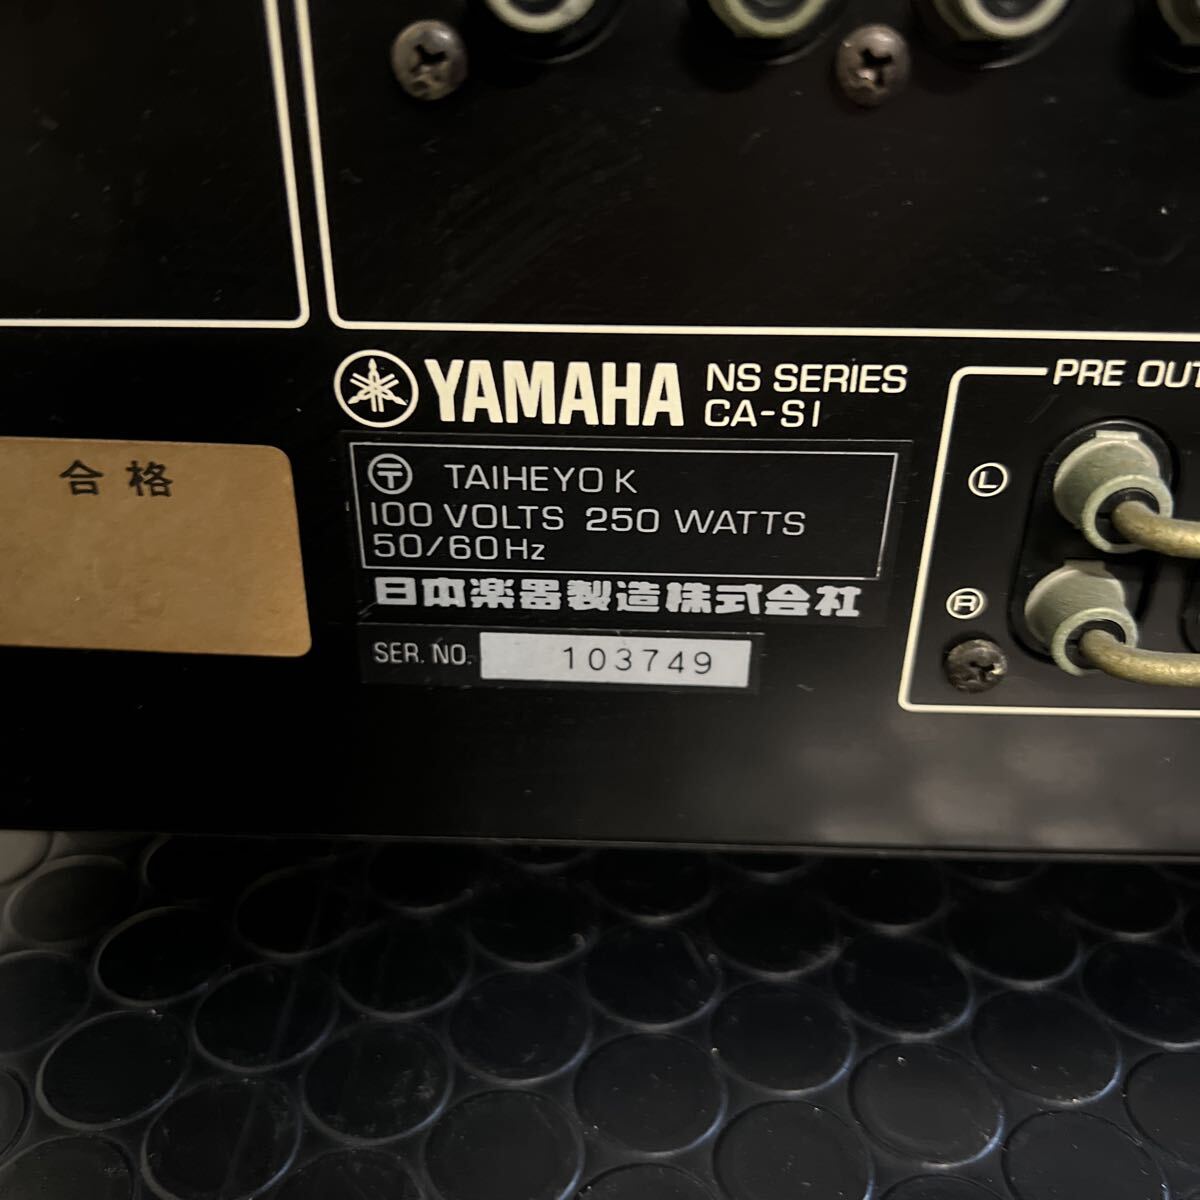 YAMAHA NS SERIES
CA-S1
PRE OUT
合格
〒 TAIHEYO K
100 VOLTS 250 WATTS
50/60Hz
日本楽器製造株式会社
SER. NO. 103749
L
R